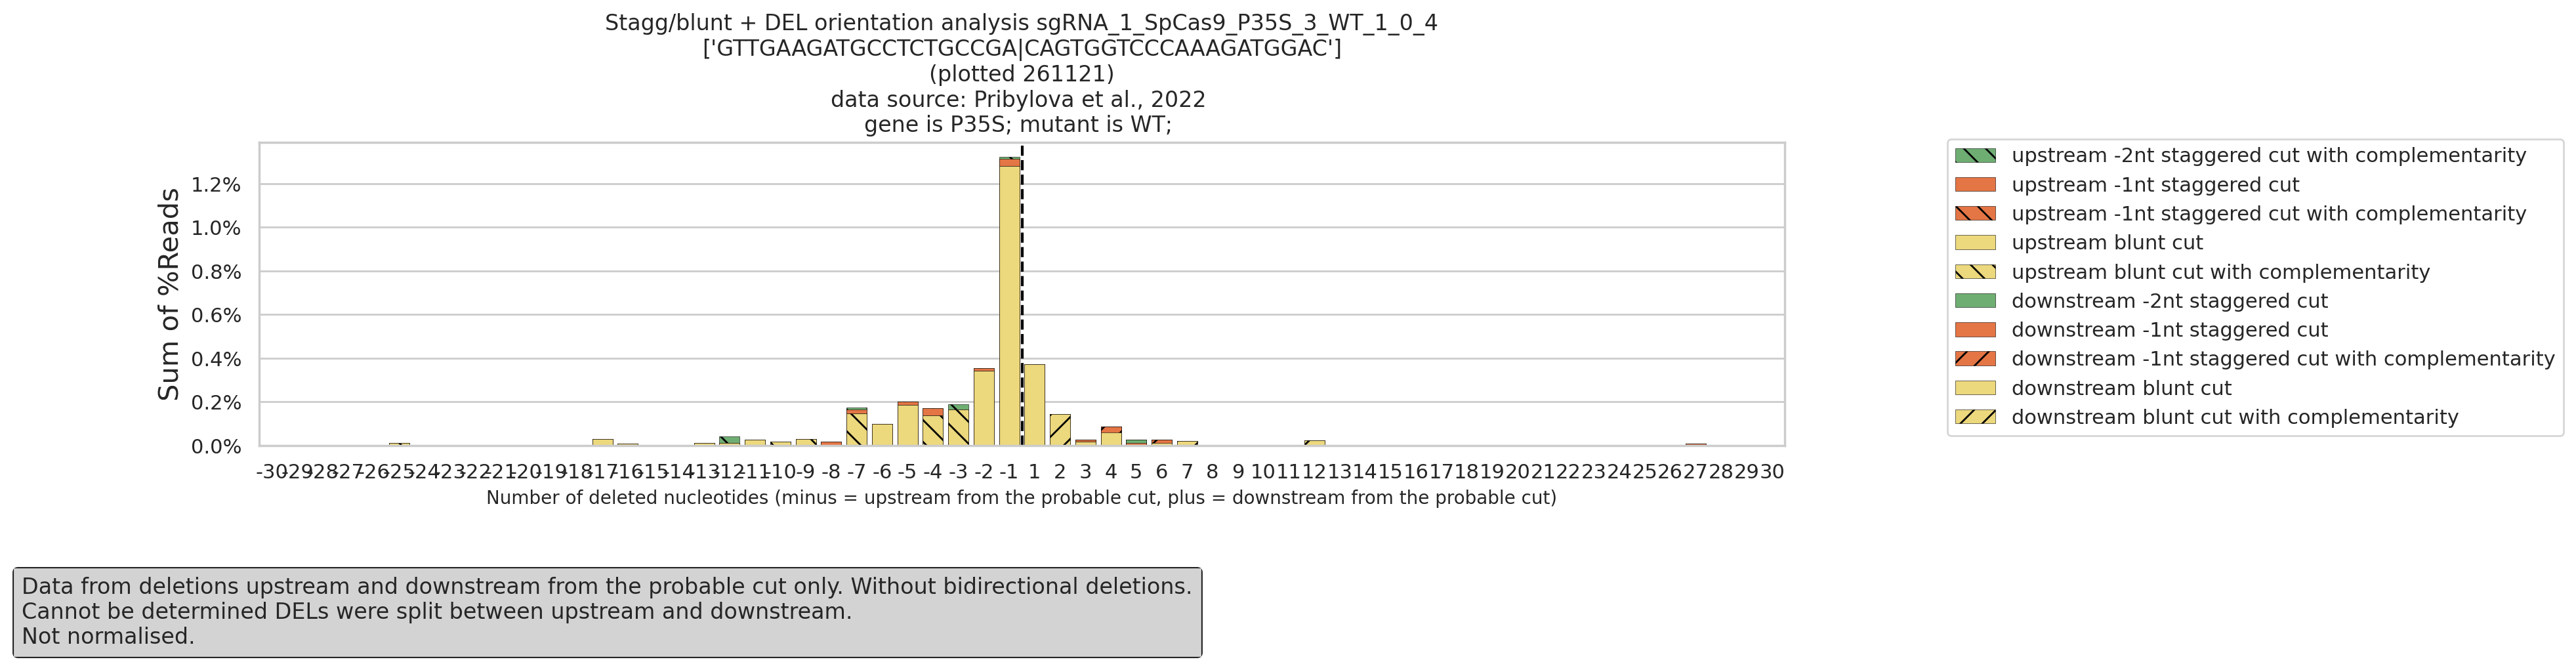 Stagg/blunt + DEL orientation analysis sgRNA_1_SpCas9_P35S_3_WT_1_0_4
['GTTGAAGATGCCTCTGCCGA|CAGTGGTCCCAAAGATGGAC']
(plotted 261121)
data source: Pribylova et al., 2022
gene is P35S; mutant is WT;
Sum of %Reads
1.2%
1.0%
0.8%
0.6%
0.4%
0.2%
0.0%
-30 -29 -28 -27 -26 -25 -24 -23 -22 -21 -20 -19 -18 -17 -16 -15 -14 -13 -12 -11 -10 -9 -8 -7 -6 -5 -4 -3 -2 -1 1 2 3 4 5 6 7 8 9 10 11 12 13 14 15 16 17 18 19 20 21 22 23 24 25 26 27 28 29 30
Number of deleted nucleotides (minus = upstream from the probable cut, plus = downstream from the probable cut)
upstream -2nt staggered cut with complementarity
upstream -1nt staggered cut
upstream -1nt staggered cut with complementarity
upstream blunt cut
upstream blunt cut with complementarity
downstream -2nt staggered cut
downstream -1nt staggered cut
downstream -1nt staggered cut with complementarity
downstream blunt cut
downstream blunt cut with complementarity
Data from deletions upstream and downstream from the probable cut only. Without bidirectional deletions.
Cannot be determined DELs were split between upstream and downstream.
Not normalised.